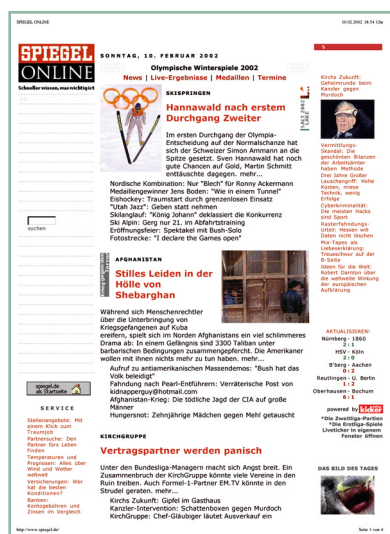 SPIEGEL ONLINE
10.02.2002 18:54 Uhr
SPIEGEL
ONLINE
Schneller wissen, was wichtig ist
SONNTAG, 10. FEBRUAR 2002
Olympische Winterspiele 2002
News | Live-Ergebnisse | Medaillen | Termine
SKISPRINGEN
Hannawald nach erstem
Durchgang Zweiter
Im ersten Durchgang der Olympia-
Entscheidung auf der Normalschanze hat
sich der Schweizer Simon Ammann an die
Spitze gesetzt. Sven Hannawald hat noch
gute Chancen auf Gold, Martin Schmitt
enttäuschte dagegen. mehr...
Nordische Kombination: Nur "Blech" für Ronny Ackermann
Medaillengewinner Jens Boden: "Wie in einem Tunnel"
Eishockey: Traumstart durch grenzenlosen Einsatz
"Utah Jazz": Geben statt nehmen
Skilanglauf: "König Johann" deklassiert die Konkurrenz
Ski Alpin: Gerg nur 21. im Abfahrtstraining
Eröffnungsfeier: Spektakel mit Bush-Solo
Fotostrecke: "I declare the Games open"
SALT LAKE 2002
AFGHANISTAN
Stilles Leiden in der
Hölle von
Shebarghan
Krieg gegen den
Terror
Während sich Menschenrechtler
über die Unterbringung von
Kriegsgefangenen auf Kuba
ereifern, spielt sich im Norden Afghanistans ein viel schlimmeres
Drama ab: In einem Gefängnis sind 3300 Taliban unter
barbarischen Bedingungen zusammengepfercht. Die Amerikaner
wollen mit ihnen nichts mehr zu tun haben. mehr...
Aufruf zu antiamerikanischen Massendemos: "Bush hat das
Volk beleidigt"
Fahndung nach Pearl-Entführern: Verräterische Post von
kidnapperguy@hotmail.com
Afghanistan-Krieg: Die tödliche Jagd der CIA auf große
Männer
Hungersnot: Zehnjährige Mädchen gegen Mehl getauscht
KIRCHGRUPPE
Vertragspartner werden panisch
Unter den Bundesliga-Managern macht sich Angst breit. Ein
Zusammenbruch der KirchGruppe könnte viele Vereine in den
Ruin treiben. Auch Formel-1-Partner EM.TV könnte in den
Strudel geraten. mehr...
Kirchs Zukunft: Gipfel im Gasthaus
Kanzler-Intervention: Schattenboxen gegen Murdoch
KirchGruppe: Chef-Gläubiger läutet Ausverkauf ein
suchen
spiegel.de
als Startseite
SERVICE
Stellenangebote: Mit
einem Klick zum
Traumjob
Partnersuche: Den
Partner fürs Leben
finden
Temperaturen und
Prognosen: Alles über
Wind und Wetter
weltweit
Versicherungen: Wer
hat die besten
Konditionen?
Banken:
Kontogebühren und
Zinsen im Vergleich
S
Kirchs Zukunft:
Geheimrunde beim
Kanzler gegen
Murdoch
Vermittlungs-
Skandal: Die
geschönten Bilanzen
der Arbeitsämter
haben Methode
Drei Jahre Großer
Lauschangriff: Hohe
Kosten, miese
Technik, wenig
Erfolge
Cyberkriminalität:
Die meisten Hacks
sind Sport
Rasterfahndungs-
Urteil: Hessen will
Daten nicht löschen
Mix-Tapes als
Liebeserklärung:
Treueschwur auf der
B-Seite
Ideen für die Welt:
Robert Darnton über
die weltweite Wirkung
der europäischen
Aufklärung
AKTUALISIEREN!
Nürnberg - 1860
2 : 1
HSV - Köln
2 : 0
B'berg - Aachen
0 : 2
Reutlingen - U. Berlin
1 : 2
Oberhausen - Bochum
6 : 1
powered by kicker
*Die Zweitliga-Partien
*Die Erstliga-Spiele
Liveticker in eigenem
Fenster öffnen
DAS BILD DES TAGES
http://www.spiegel.de/
Seite 1 von 4